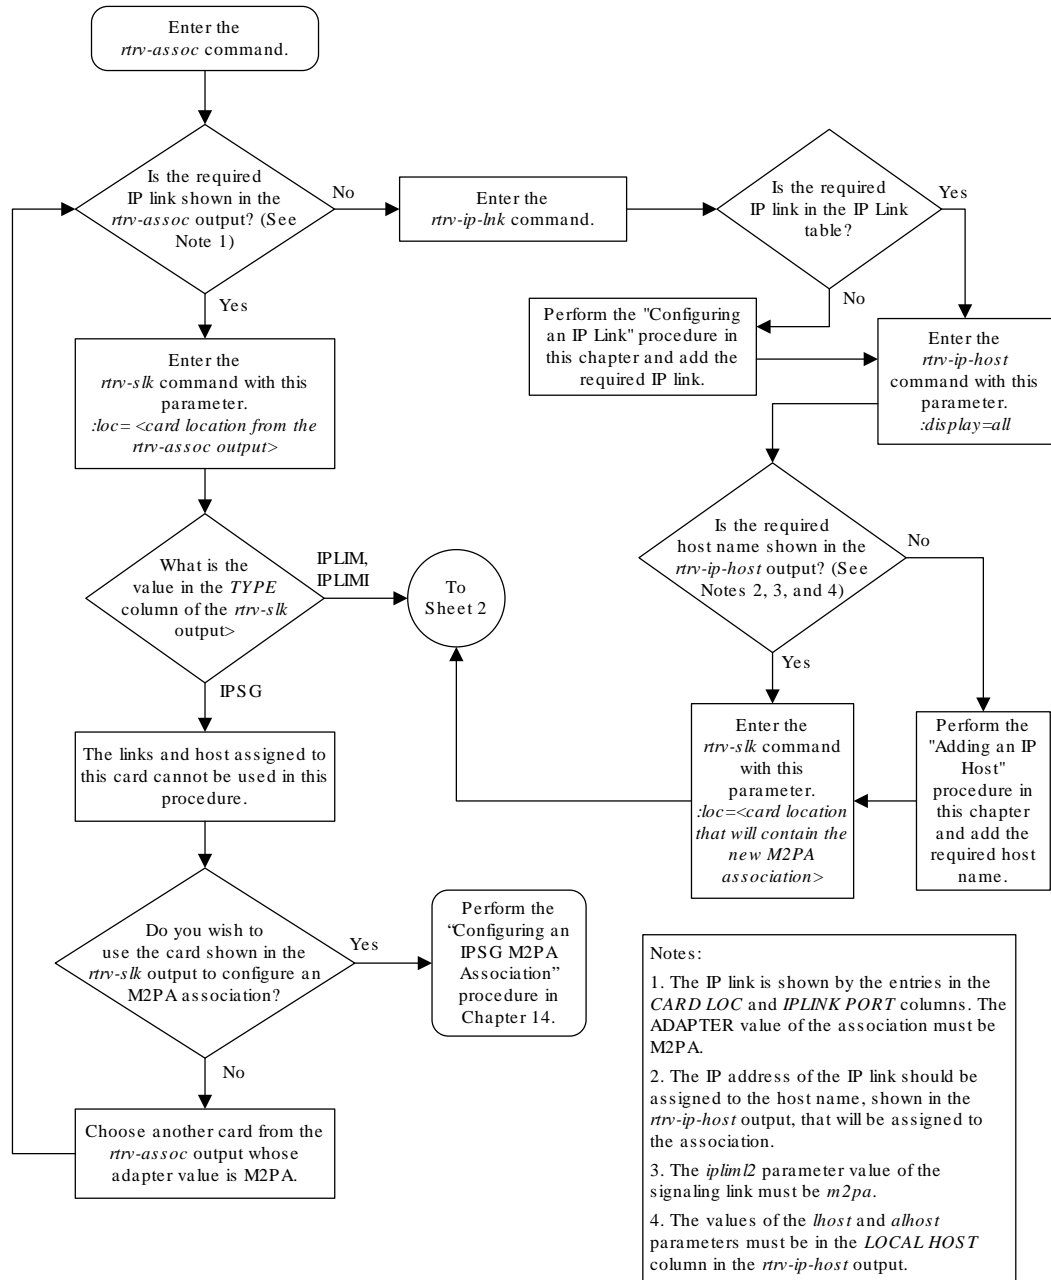 Enter the
rtrv-assoc command.
Is the required
IP link shown in the
rtrv-assoc output? (See
Note 1)
No
Yes
Enter the
rtrv-ip-lnk command.
Is the required
IP link in the IP Link
table?
Yes
No
Perform the "Configuring
an IP Link" procedure in
this chapter and add the
required IP link.
Enter the
rtrv-ip-host
command with this
parameter.
:display=all
Enter the
rtrv-slk command with this
parameter.
:loc= <card location from the
rtrv-assoc output>
Is the required
host name shown in the
rtrv-ip-host output? (See
Notes 2, 3, and 4)
No
Yes
What is the
value in the TYPE
column of the rtrv-slk
output>
IPLIM,
IPLIMI
IPSG
To
Sheet 2
The links and host assigned to
this card cannot be used in this
procedure.
Enter the
rtrv-slk command
with this
parameter.
:loc=<card location
that will contain the
new M2PA
association>
Perform the
"Adding an IP
Host"
procedure in
this chapter
and add the
required host
name.
Do you wish to
use the card shown in the
rtrv-slk output to configure an
M2PA association?
Yes
No
Perform the
“Configuring an
IPSG M2PA
Association”
procedure in
Chapter 14.
Choose another card from the
rtrv-assoc output whose
adapter value is M2PA.
Notes:
1. The IP link is shown by the entries in the
CARD LOC and IPLINK PORT columns. The
ADAPTER value of the association must be
M2PA.
2. The IP address of the IP link should be
assigned to the host name, shown in the
rtrv-ip-host output, that will be assigned to
the association.
3. The ipliml2 parameter value of the
signaling link must be m2pa.
4. The values of the lhost and alhost
parameters must be in the LOCAL HOST
column in the rtrv-ip-host output.